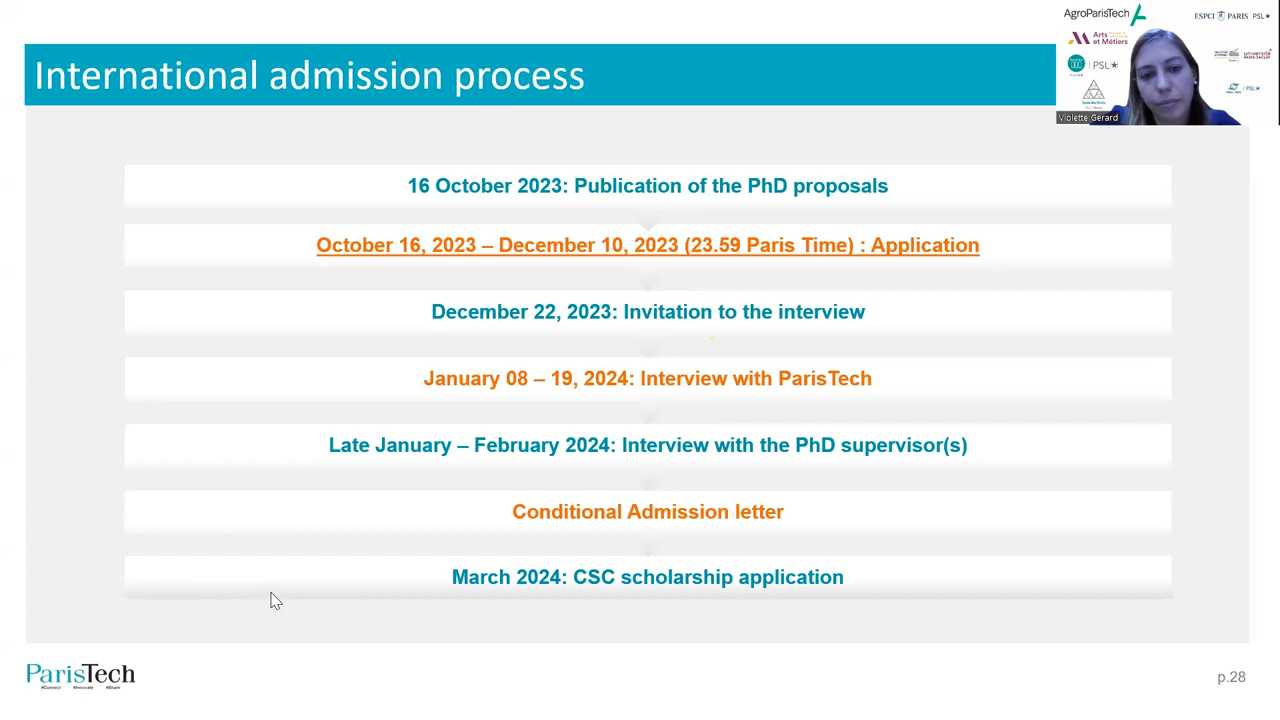 International admission process
AgroParisTech
ESPCI PARIS PSL
Arts
et Métiers
PSL
Violette Gerard
16 October 2023: Publication of the PhD proposals
October 16, 2023 – December 10, 2023 (23.59 Paris Time) : Application
December 22, 2023: Invitation to the interview
January 08 – 19, 2024: Interview with ParisTech
Late January – February 2024: Interview with the PhD supervisor(s)
Conditional Admission letter
March 2024: CSC scholarship application
ParisTech
#Connect #Innovate #Share
p.28